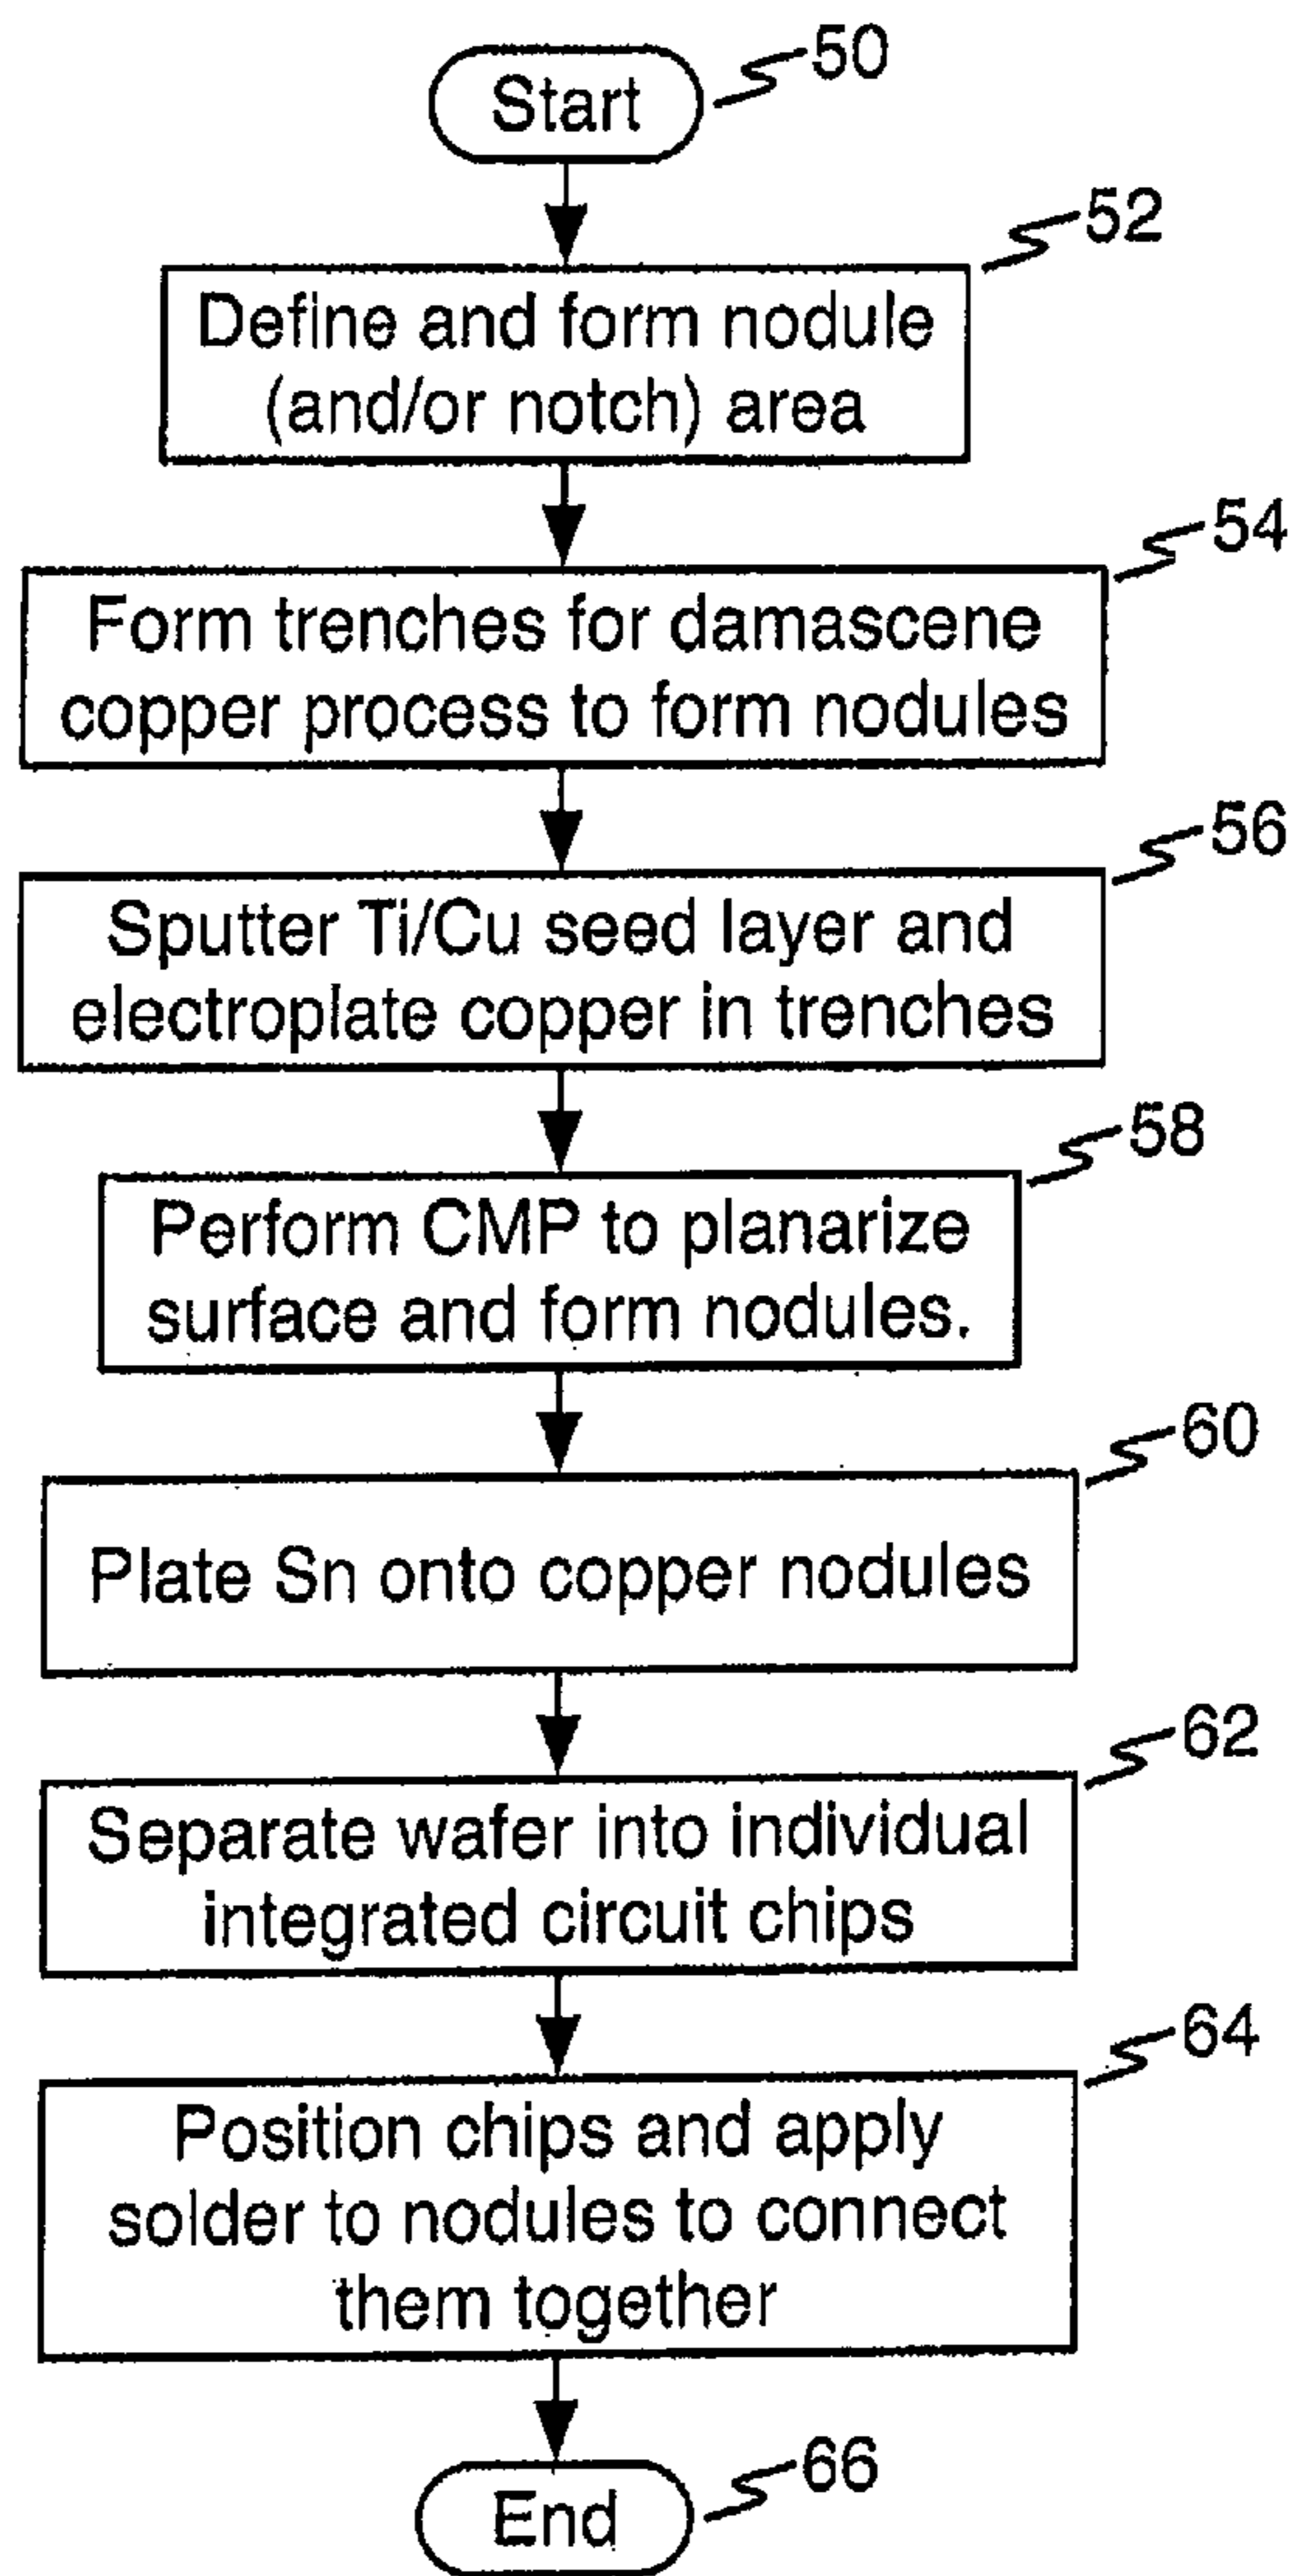 Start
50
52
Define and form nodule
(and/or notch) area
54
Form trenches for damascene
copper process to form nodules
56
Sputter Ti/Cu seed layer and
electroplate copper in trenches
58
Perform CMP to planarize
surface and form nodules.
60
Plate Sn onto copper nodules
62
Separate wafer into individual
integrated circuit chips
64
Position chips and apply
solder to nodules to connect
them together
End
66